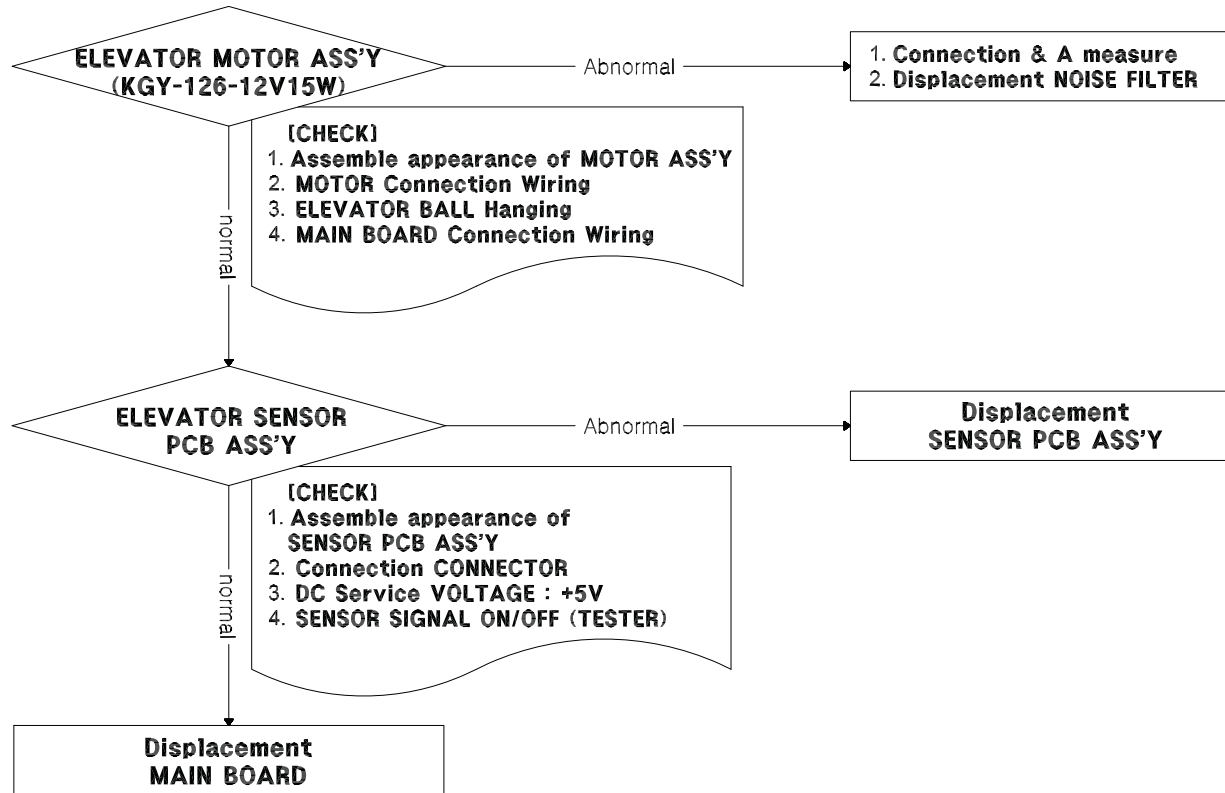 ELEVATOR MOTOR ASS'Y
(KGY-126-12V15W)
Abnormal
1. Connection & A measure
2. Displacement NOISE FILTER
[CHECK]
1. Assemble appearance of MOTOR ASS'Y
2. MOTOR Connection Wiring
3. ELEVATOR BALL Hanging
4. MAIN BOARD Connection Wiring
normal
ELEVATOR SENSOR
PCB ASS'Y
Abnormal
Displacement
SENSOR PCB ASS'Y
[CHECK]
1. Assemble appearance of
SENSOR PCB ASS'Y
2. Connection CONNECTOR
3. DC Service VOLTAGE : +5V
4. SENSOR SIGNAL ON/OFF (TESTER)
normal
Displacement
MAIN BOARD